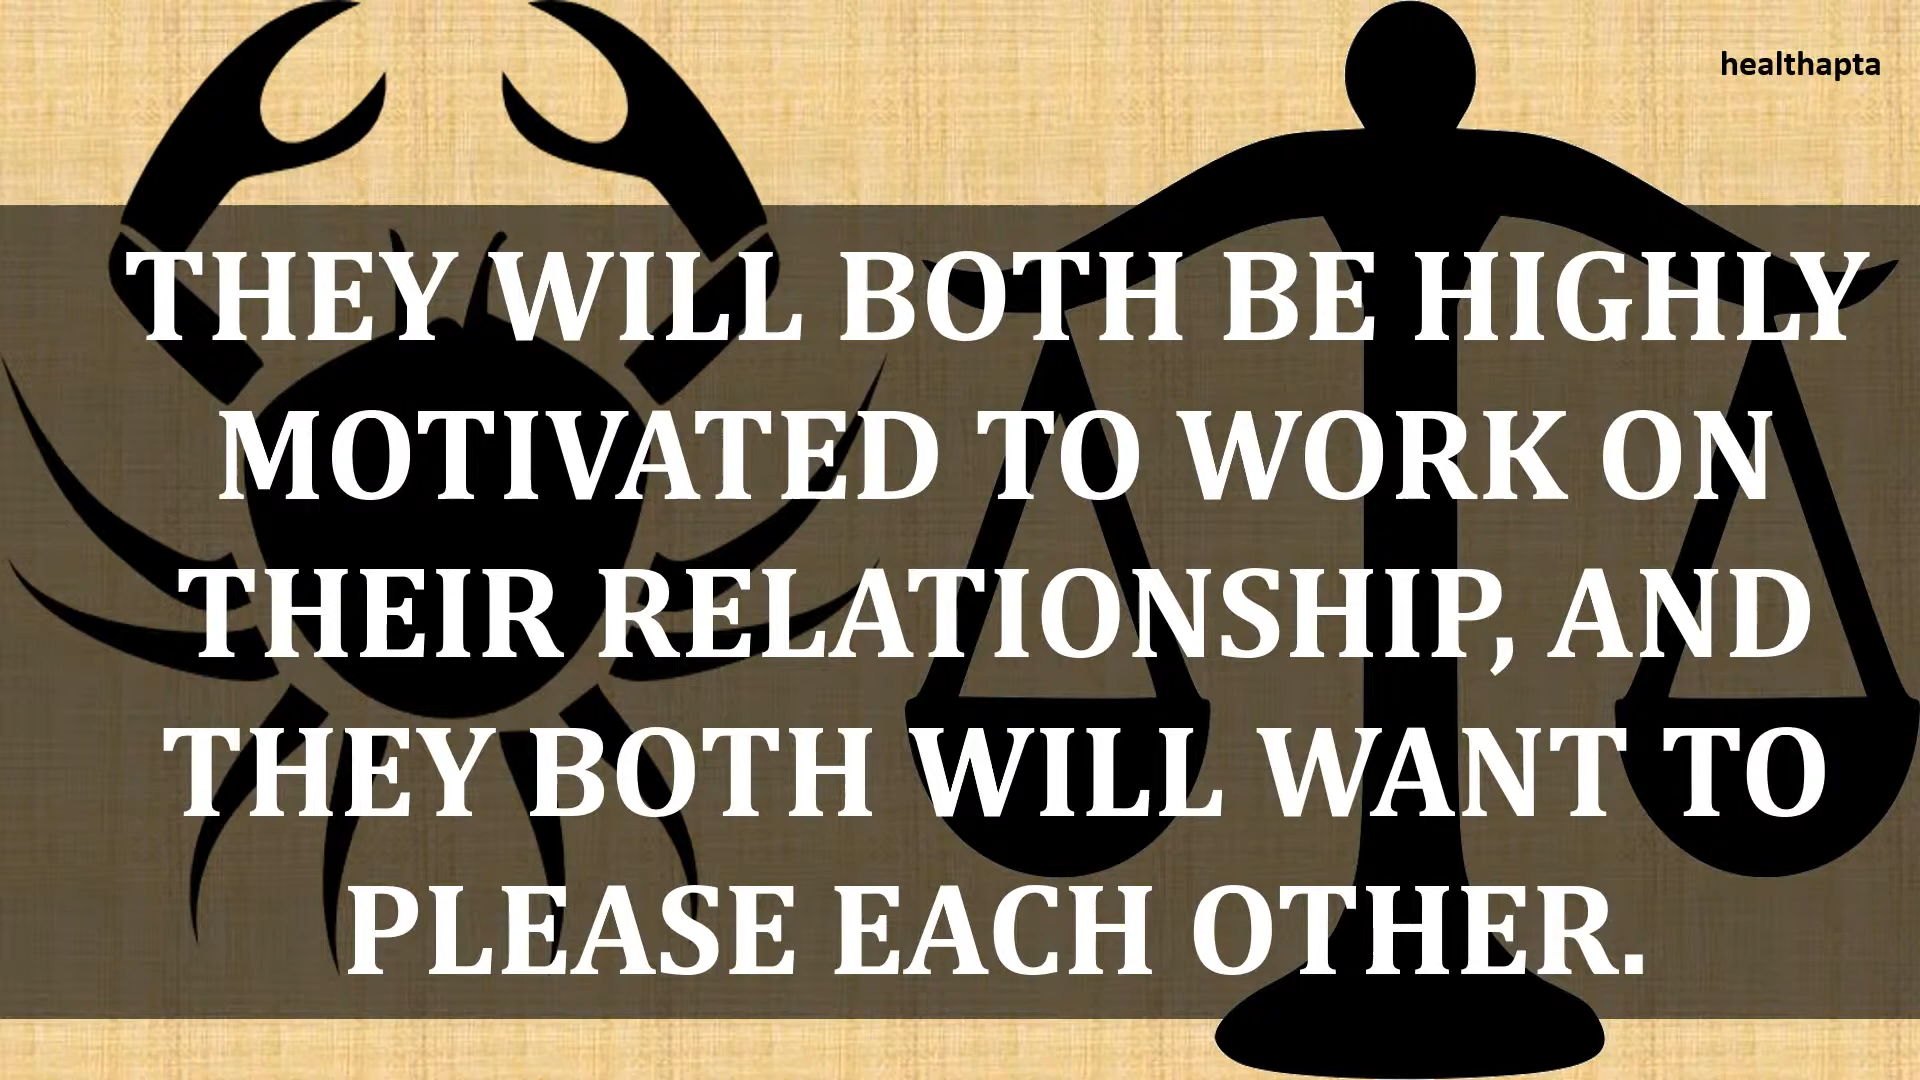 healthapta
THEY WILL BOTH BE HIGHLY
MOTIVATED TO WORK ON
THEIR RELATIONSHIP, AND
THEY BOTH WILL WANT TO
PLEASE EACH OTHER.